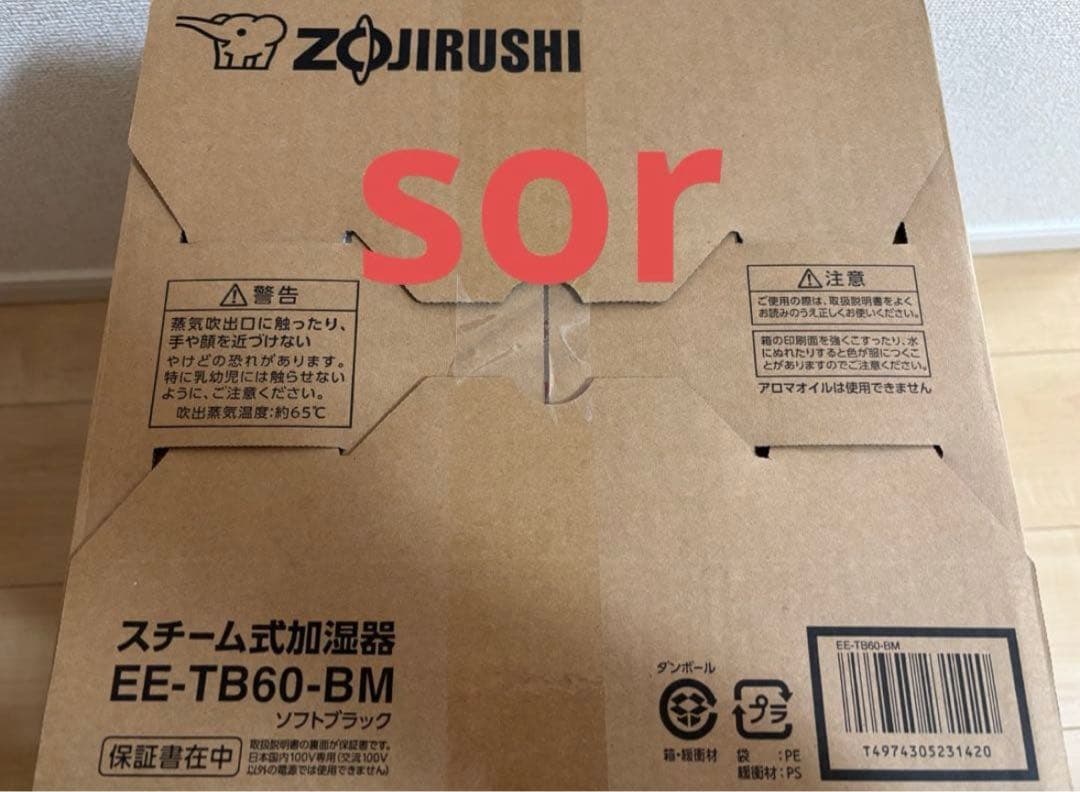 ZOJIRUSHI
sor
警告
蒸気吹出口に触ったり、
手や顔を近づけない
やけどの恐れがあります。
特に乳幼児には触らせない
ように、ご注意ください。
吹出蒸気温度:約65℃
注意
ご使用の際は、取扱説明書をよく
お読みのうえ正しくお使いください。
箱の印刷面を強くこすったり、水
にぬれたりすると色が服につくこ
とがありますのでご注意ください。
アロマオイルは使用できません
スチーム式加湿器
EE-TB60-BM
ソフトブラック
保証書在中
取扱説明書の裏面が保証書です。
日本国内100V専用(交流100V
以外の電源では使用できません)
ダンボール
箱・緩衝材
プラ
袋 :PE
緩衝材:PS
EE-TB60-BM
T4974305231420